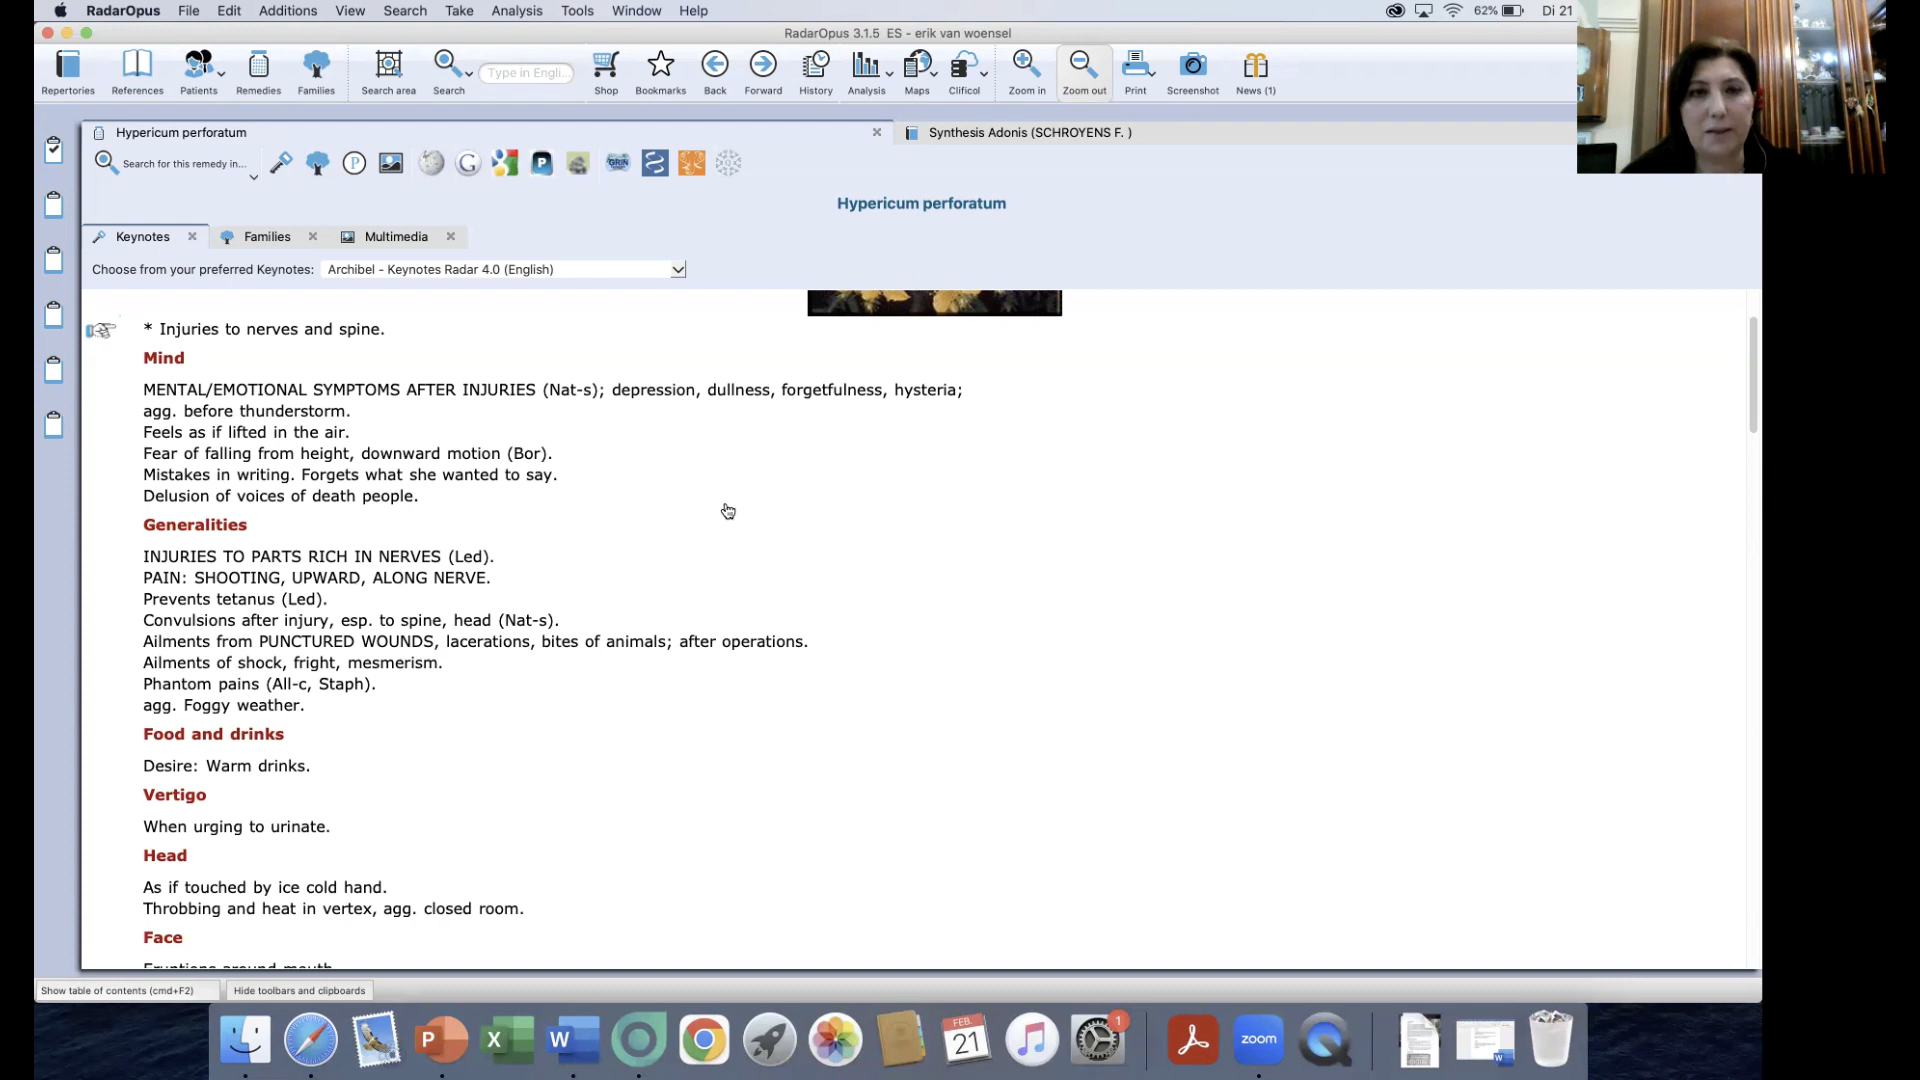 RadarOpus File Edit Additions View Search Take Analysis Tools Window Help 62% Di 21
RadarOpus 3.1.5 ES - erik van woensel
Type in Engli...
Repertories References Patients Remedies Families Search area Search Shop Bookmarks Back Forward History Analysis Maps Clificol Zoom in Zoom out Print Screenshot News (1)
Hypericum perforatum Synthesis Adonis (SCHROYENS F. )
Search for this remedy in... P G P GRIN
Hypericum perforatum
Keynotes Families Multimedia
Choose from your preferred Keynotes: Archibel - Keynotes Radar 4.0 (English)
* Injuries to nerves and spine.
Mind
MENTAL/EMOTIONAL SYMPTOMS AFTER INJURIES (Nat-s); depression, dullness, forgetfulness, hysteria;
agg. before thunderstorm.
Feels as if lifted in the air.
Fear of falling from height, downward motion (Bor).
Mistakes in writing. Forgets what she wanted to say.
Delusion of voices of death people.
Generalities
INJURIES TO PARTS RICH IN NERVES (Led).
PAIN: SHOOTING, UPWARD, ALONG NERVE.
Prevents tetanus (Led).
Convulsions after injury, esp. to spine, head (Nat-s).
Ailments from PUNCTURED WOUNDS, lacerations, bites of animals; after operations.
Ailments of shock, fright, mesmerism.
Phantom pains (All-c, Staph).
agg. Foggy weather.
Food and drinks
Desire: Warm drinks.
Vertigo
When urging to urinate.
Head
As if touched by ice cold hand.
Throbbing and heat in vertex, agg. closed room.
Face
Eruptions around mouth
Show table of contents (cmd+F2) Hide toolbars and clipboards
P X W FEB. 21 1 zoom W